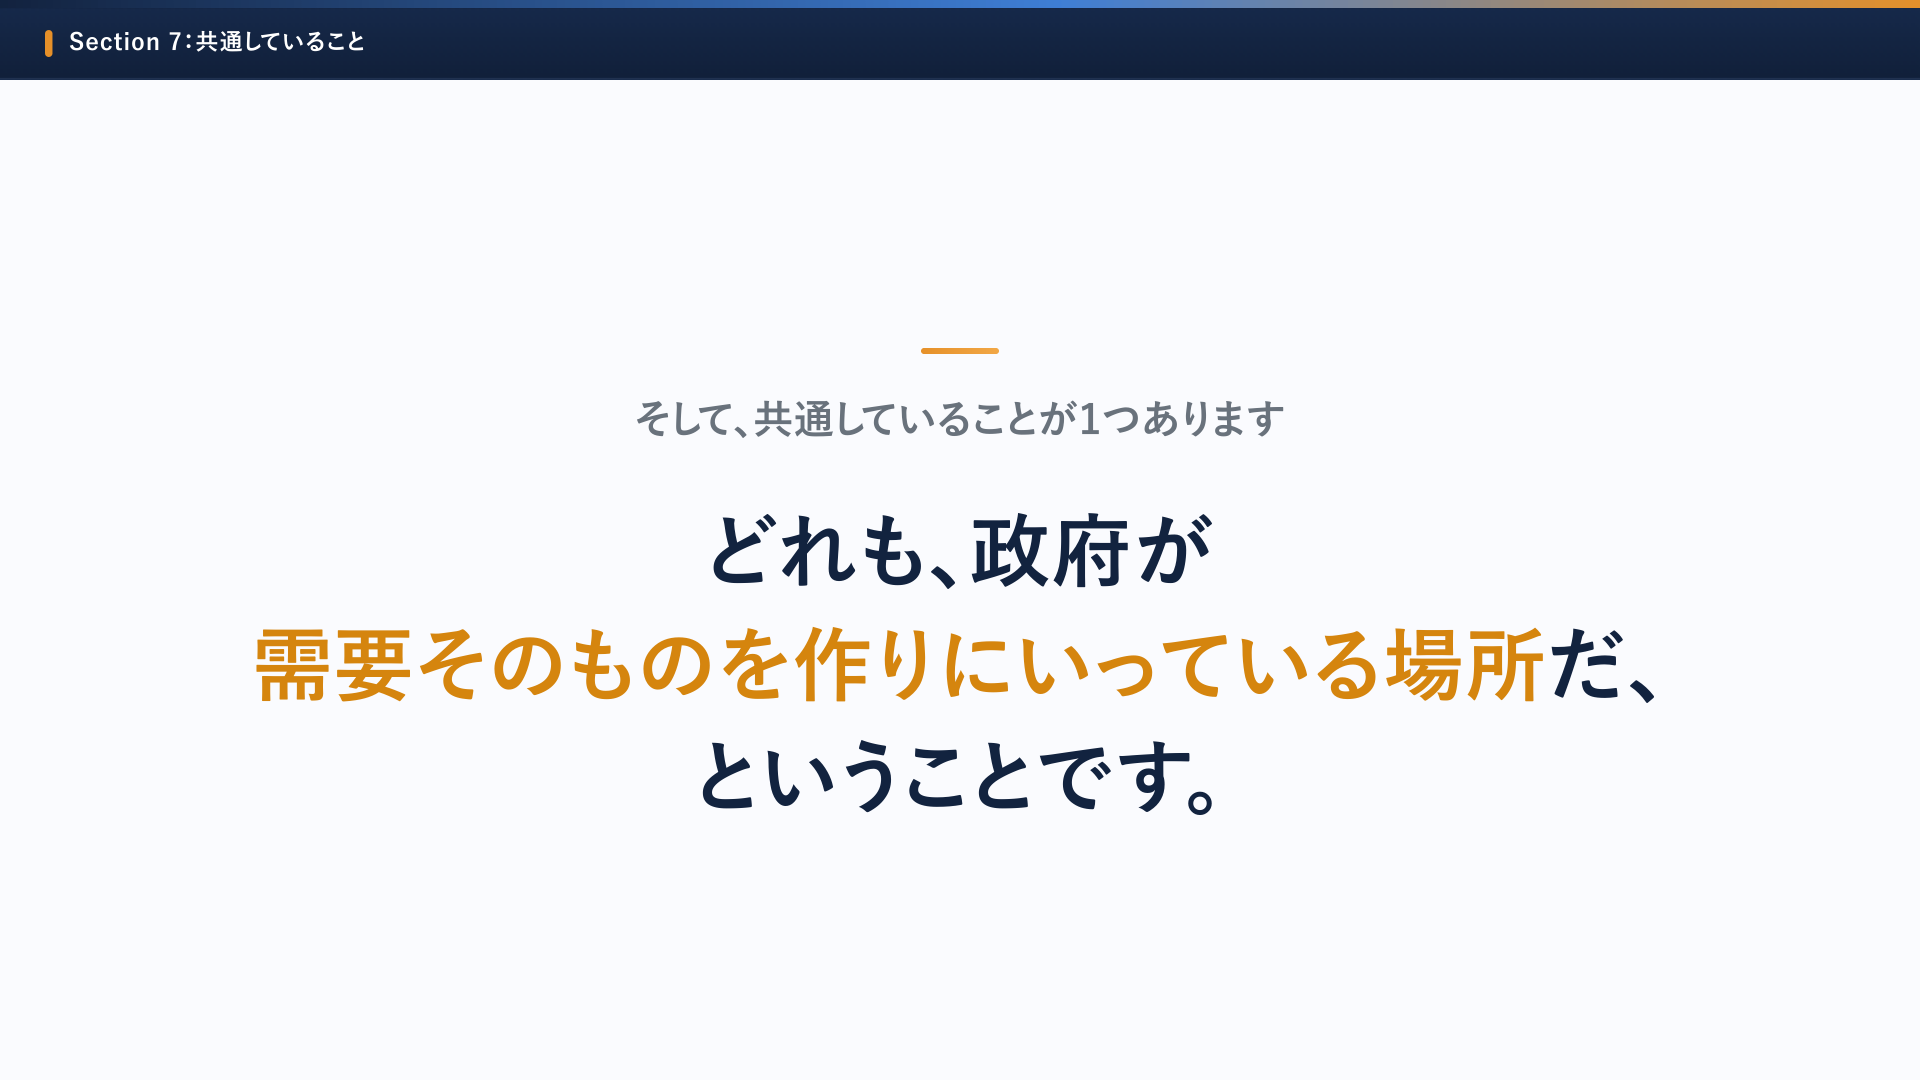 Section 7：共通していること
そして、共通していることが1つあります
どれも、政府が
需要そのものを作りにいっている場所だ、
ということです。